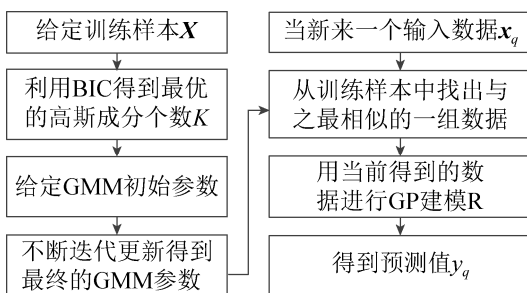 给定训练样本X
利用BIC得到最优
的高斯成分个数K
给定GMM初始参数
不断迭代更新得到
最终的GMM参数
当新来一个输入数据xq
从训练样本中找出与
之最相似的一组数据
用当前得到的数
据进行GP建模R
得到预测值yq